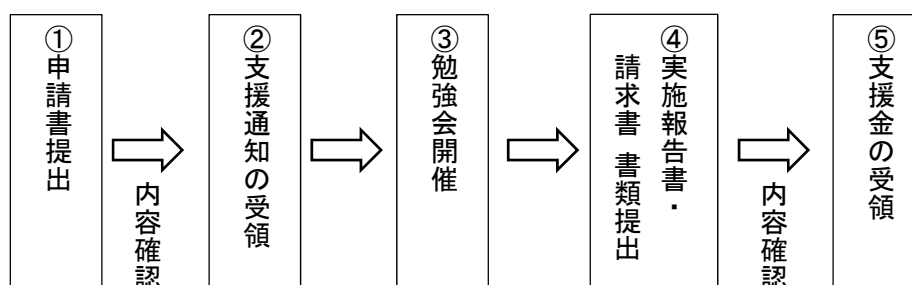 ①申請書提出
内容確認
②支援通知の受領
③勉強会開催
④実施報告書・
請求書 書類提出
内容確認
⑤支援金の受領